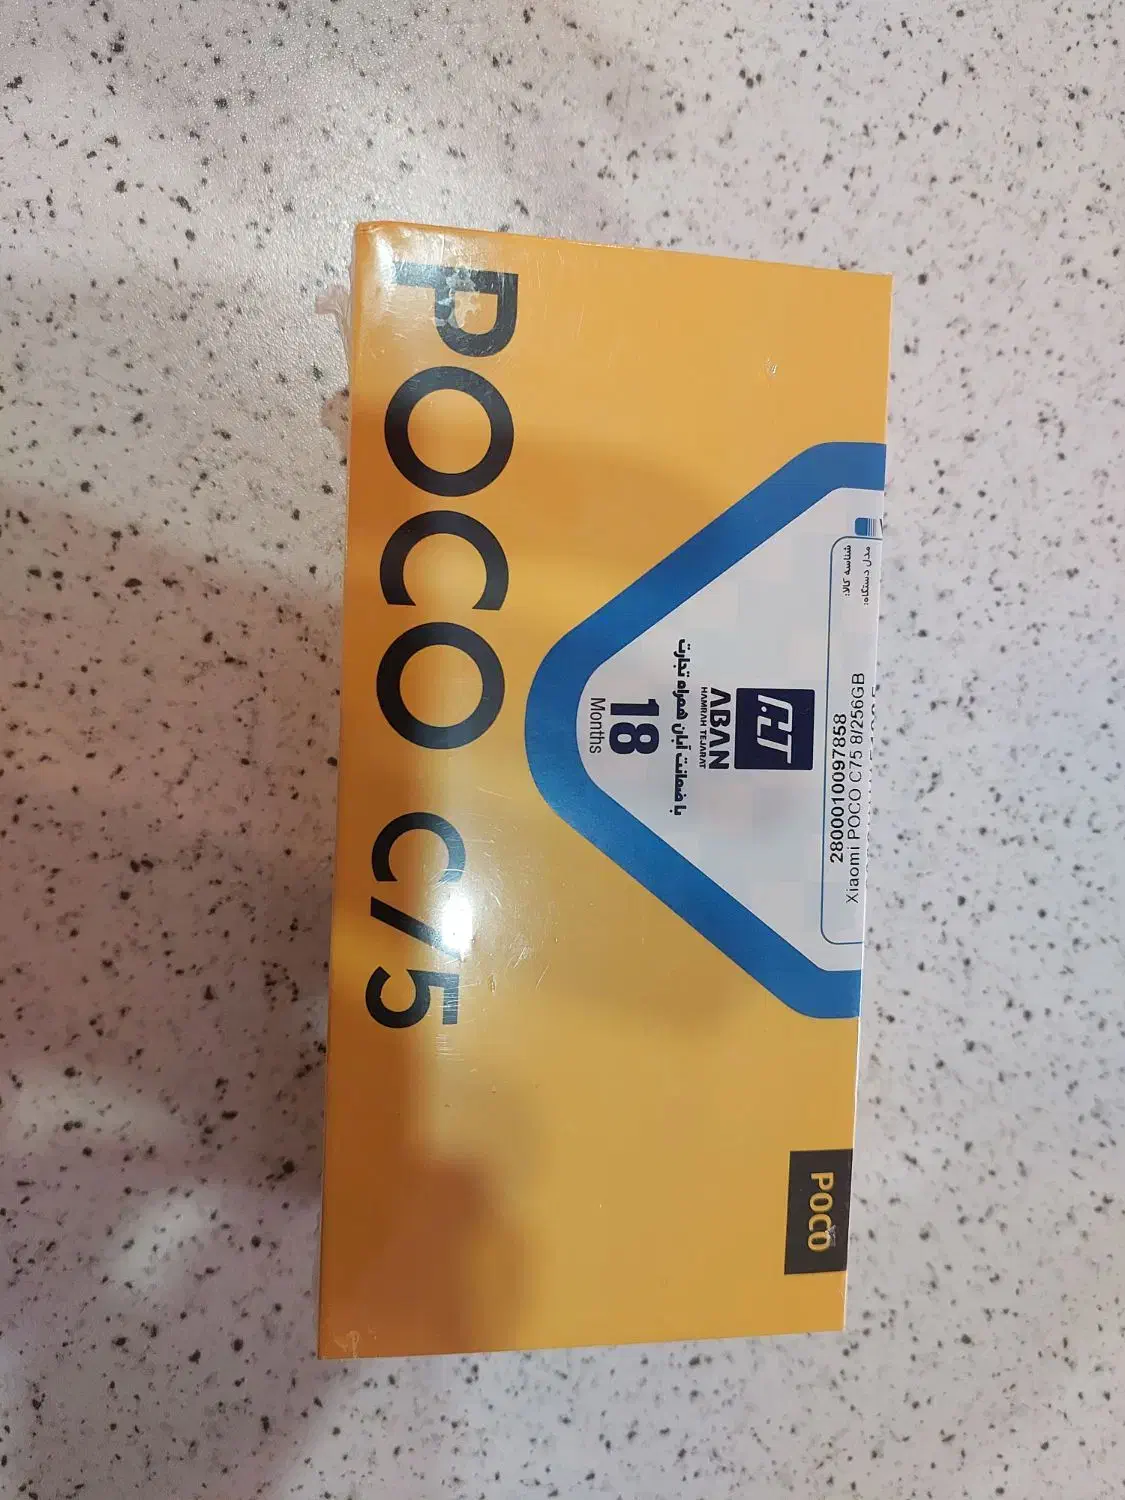 POCO C75
POCO
مدل دستگاه:
Xiaomi POCO C75 8/256GB
شناسه کالا:
2800010097858
ABAN
HAMRAH TEJARAT
با ضمانت آبان همراه تجارت
18
Months